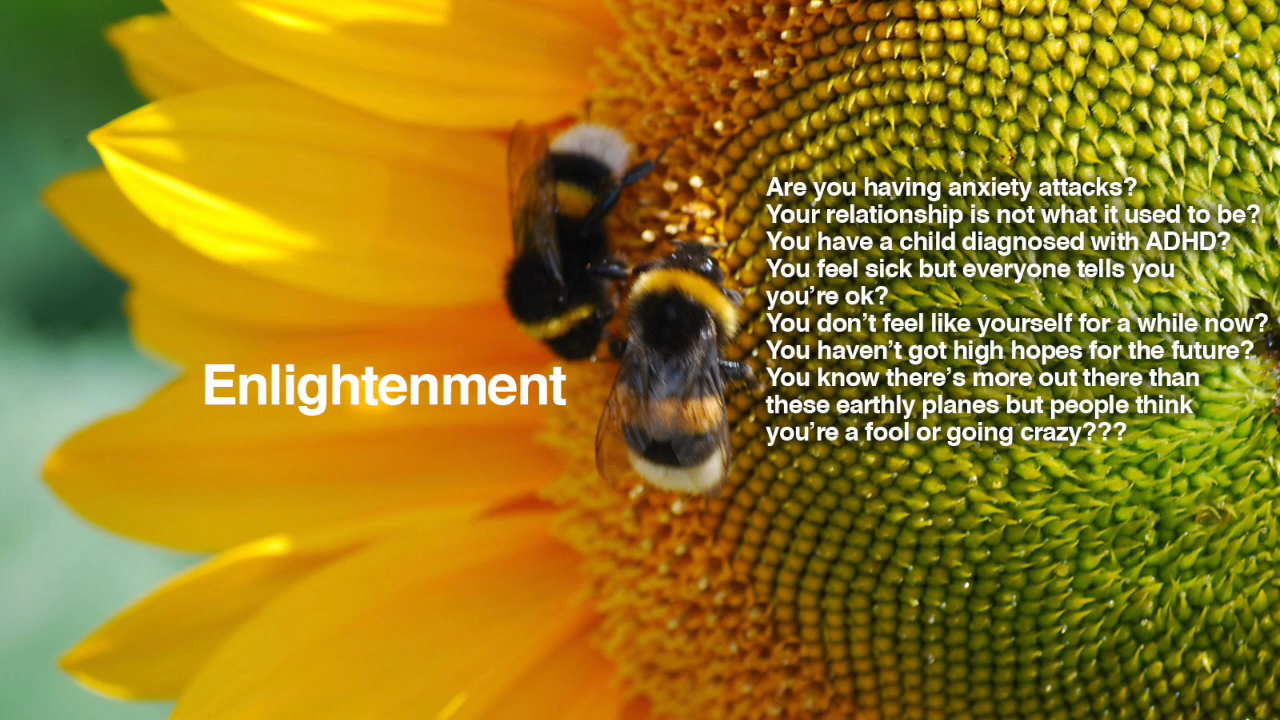 Enlightenment
Are you having anxiety attacks?
Your relationship is not what it used to be?
You have a child diagnosed with ADHD?
You feel sick but everyone tells you
you’re ok?
You don’t feel like yourself for a while now?
You haven’t got high hopes for the future?
You know there’s more out there than
these earthly planes but people think
you’re a fool or going crazy???